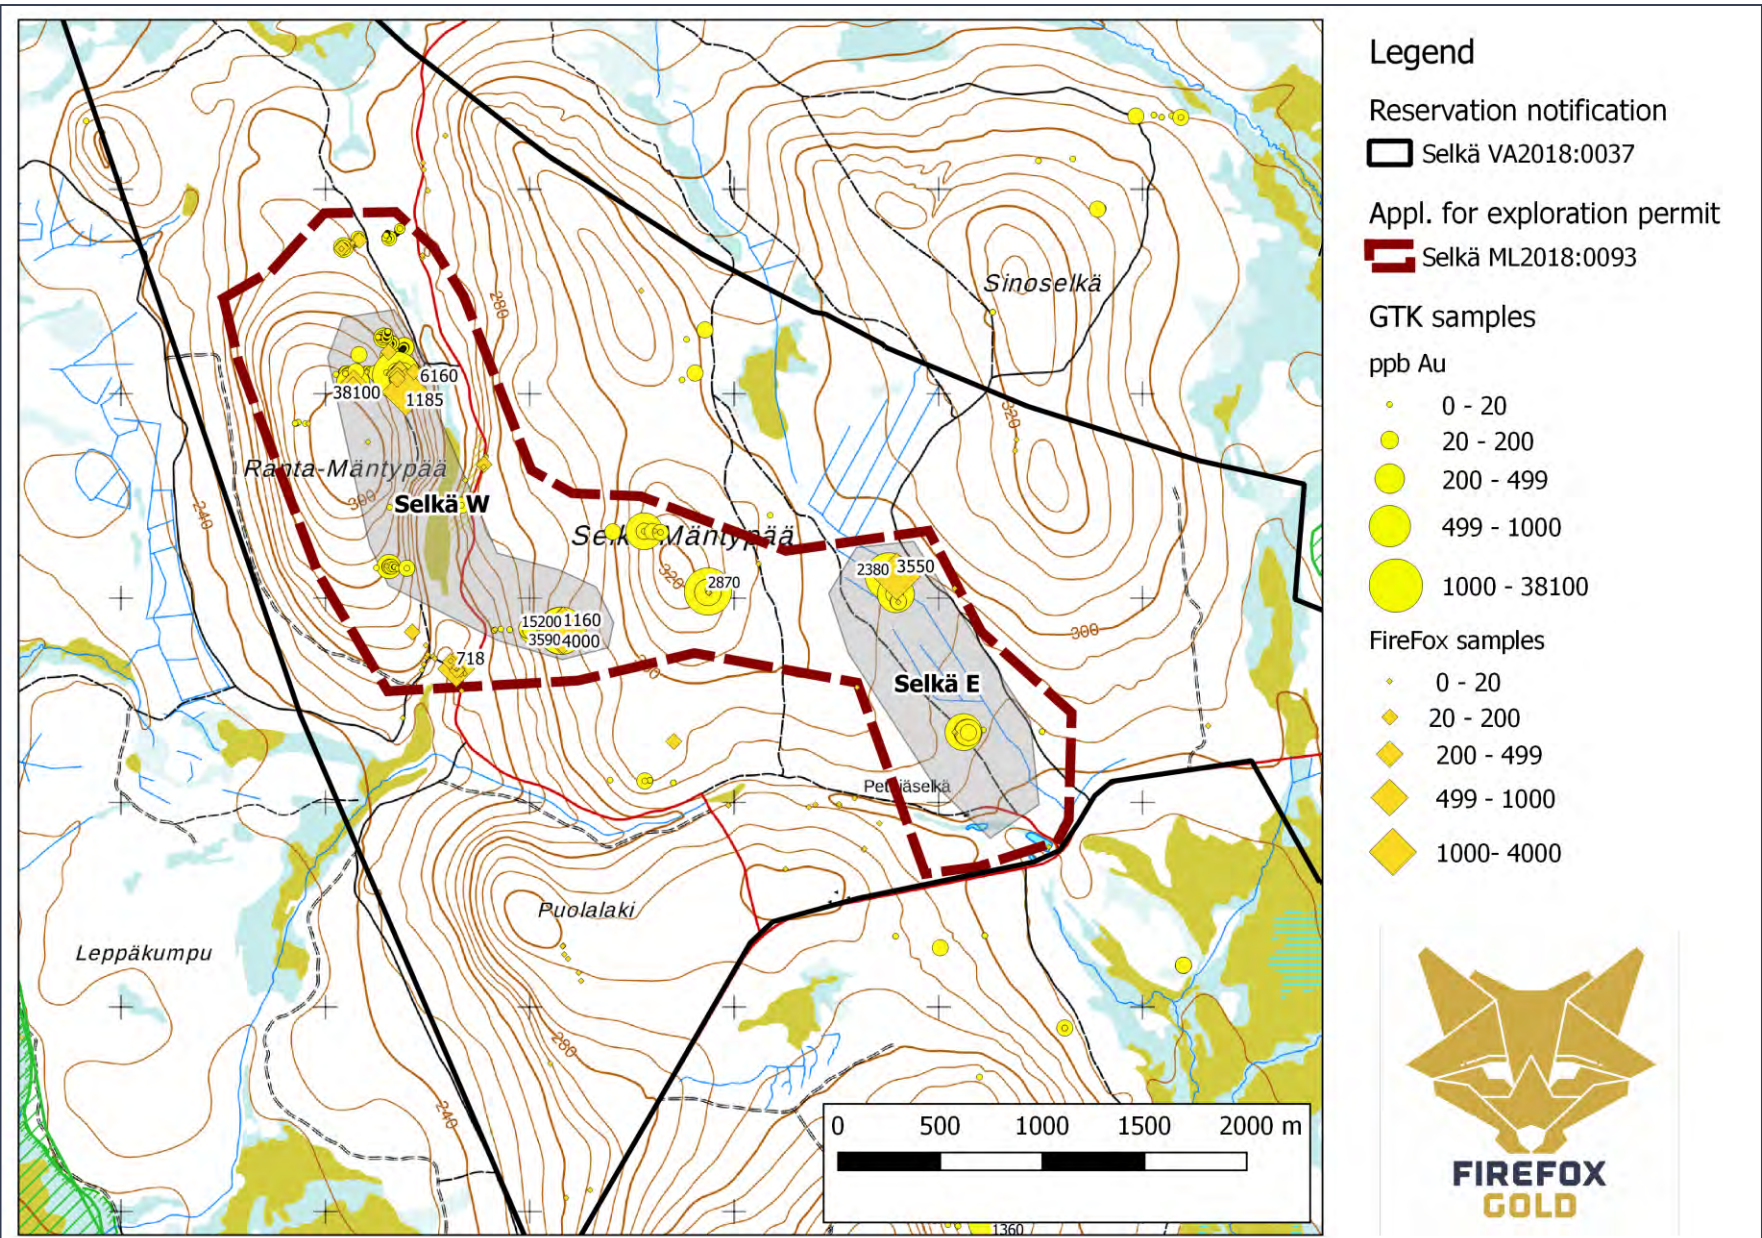 280
Sinoselkä
320
6160
38100
1185
Ranta-Mäntypää
300
Selkä W
240
Selkä-Mäntypää
320
2870
2380
3550
15200
1160
3590
4000
718
300
Selkä E
Petäjäselkä
Puolalaki
Leppäkumpu
280
240
0 500 1000 1500 2000 m
1360
Legend
Reservation notification
Selkä VA2018:0037
Appl. for exploration permit
Selkä ML2018:0093
GTK samples
ppb Au
0 - 20
20 - 200
200 - 499
499 - 1000
1000 - 38100
FireFox samples
0 - 20
20 - 200
200 - 499
499 - 1000
1000- 4000
FIREFOX
GOLD